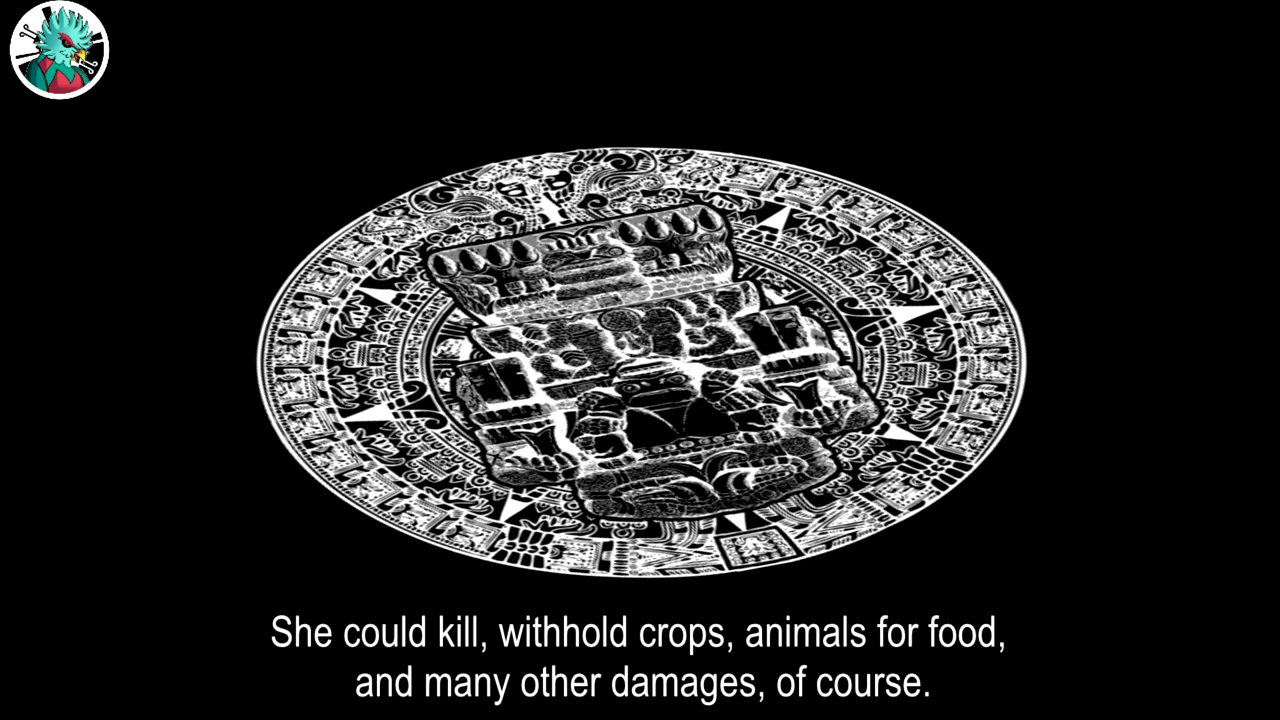 She could kill, withhold crops, animals for food,
and many other damages, of course.